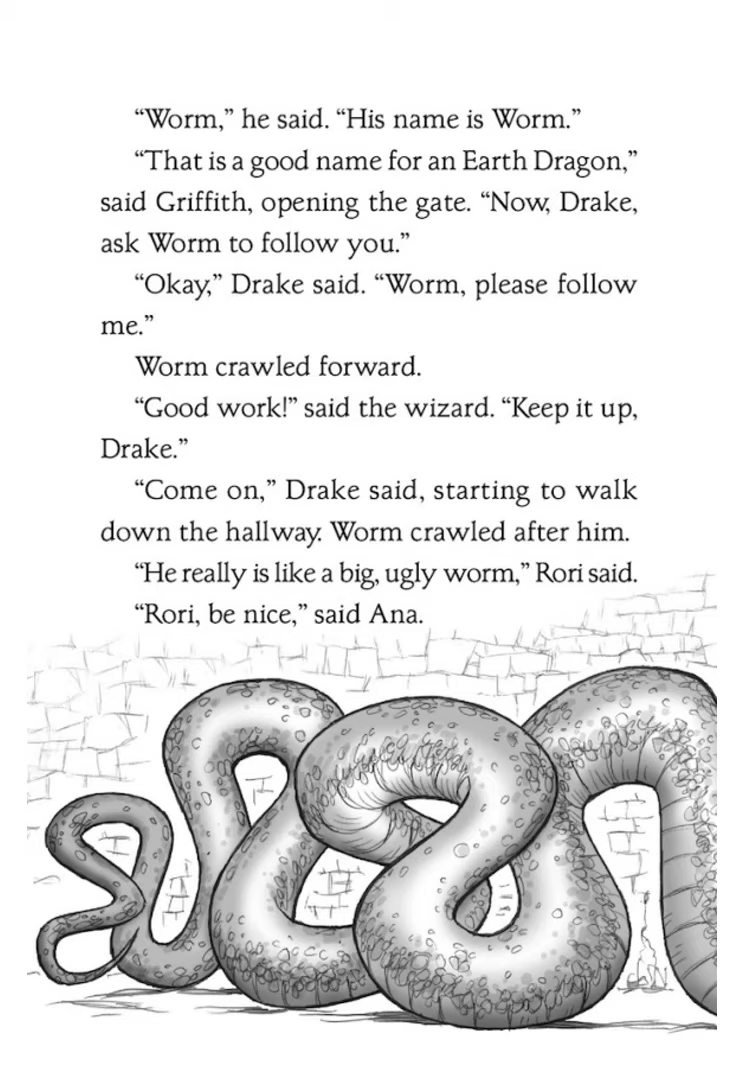 “Worm,” he said. “His name is Worm.”
“That is a good name for an Earth Dragon,”
said Griffith, opening the gate. “Now, Drake,
ask Worm to follow you.”
“Okay,” Drake said. “Worm, please follow
me.”
Worm crawled forward.
“Good work!” said the wizard. “Keep it up,
Drake.”
“Come on,” Drake said, starting to walk
down the hallway. Worm crawled after him.
“He really is like a big, ugly worm,” Rori said.
“Rori, be nice,” said Ana.